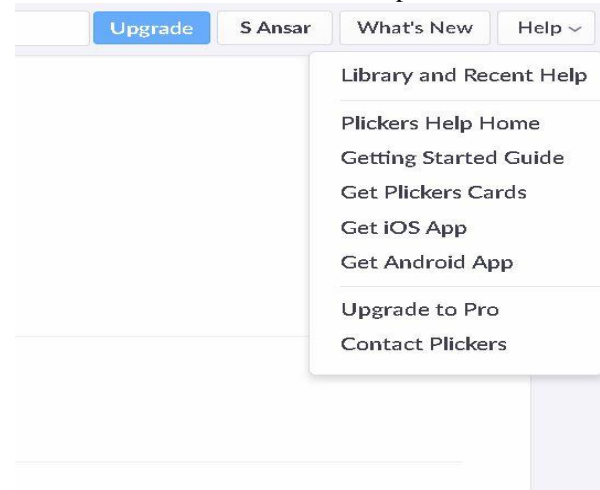 Upgrade S Ansar What's New Help
Library and Recent Help
Plickers Help Home
Getting Started Guide
Get Plickers Cards
Get iOS App
Get Android App
Upgrade to Pro
Contact Plickers